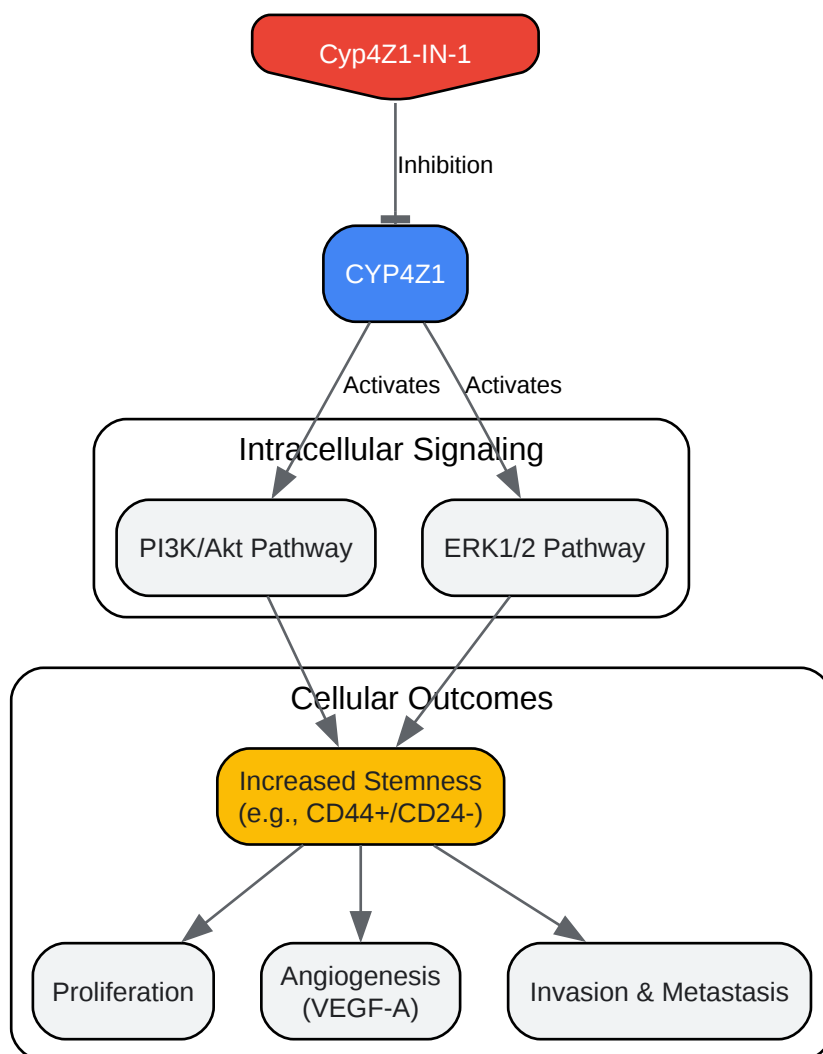 Cyp4Z1-IN-1
Inhibition
CYP4Z1
Activates
Activates
Intracellular Signaling
PI3K/Akt Pathway
ERK1/2 Pathway
Cellular Outcomes
Increased Stemness
(e.g., CD44+/CD24-)
Proliferation
Angiogenesis
(VEGF-A)
Invasion & Metastasis